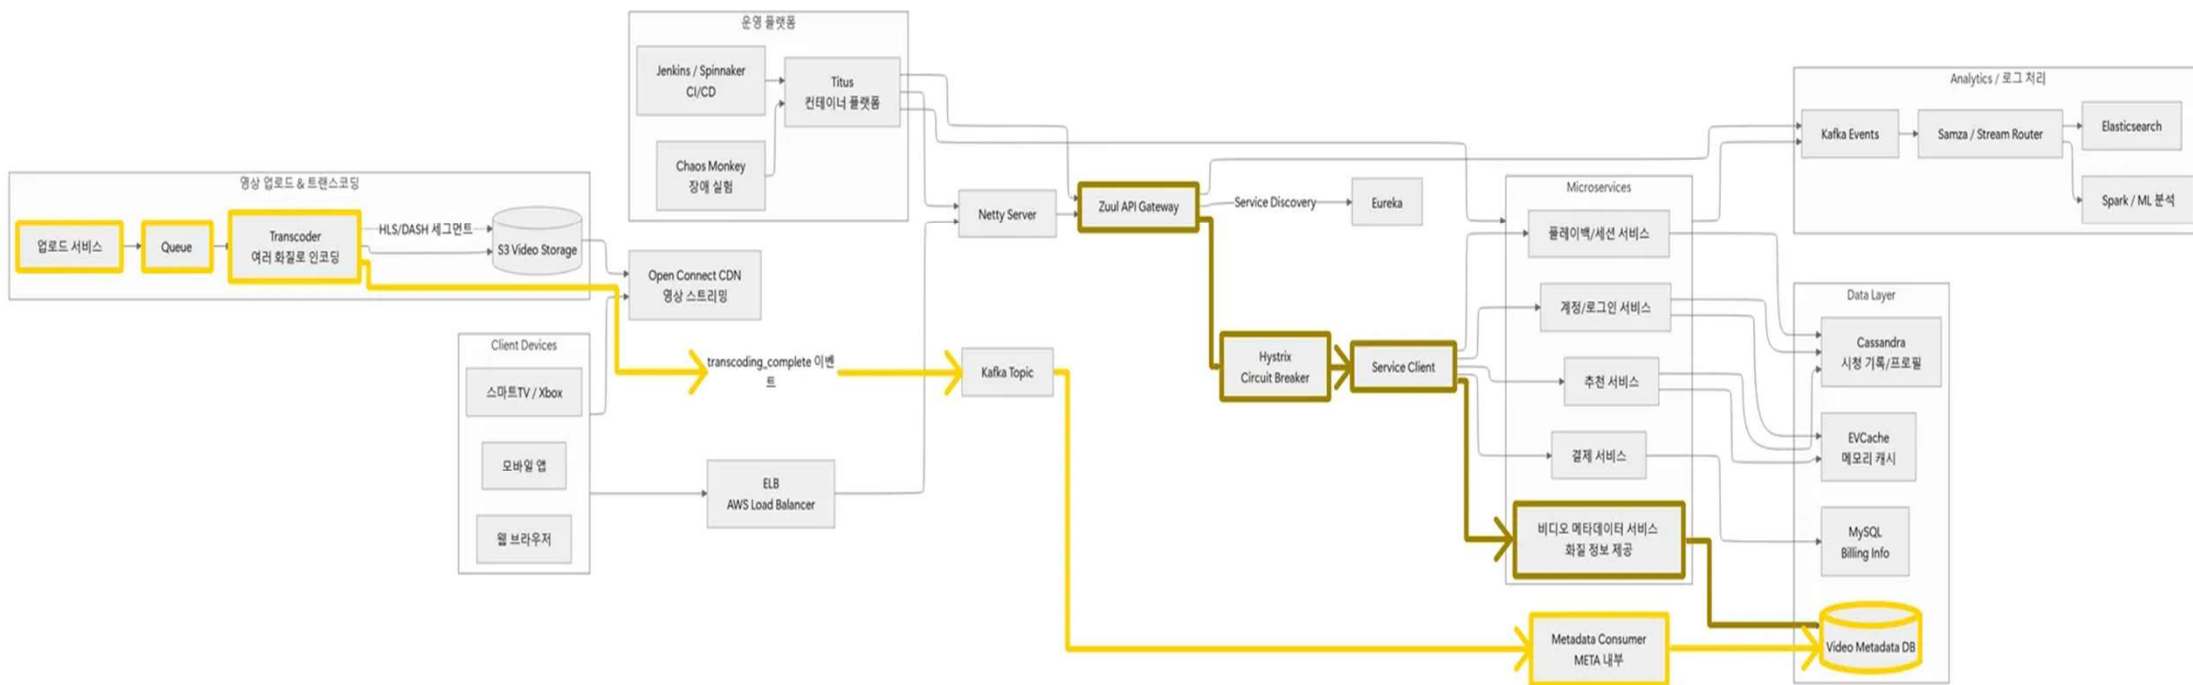 운영 플랫폼
Jenkins / Spinnaker
CI/CD
Titus
컨테이너 플랫폼
Chaos Monkey
장애 실험
영상 업로드 & 트랜스코딩
업로드 서비스
Queue
Transcoder
여러 화질로 인코딩
HLS/DASH 세그먼트
S3 Video Storage
Open Connect CDN
영상 스트리밍
Client Devices
스마트TV / Xbox
모바일 앱
웹 브라우저
transcoding_complete 이벤
트
Kafka Topic
ELB
AWS Load Balancer
Netty Server
Zuul API Gateway
Service Discovery
Eureka
Hystrix
Circuit Breaker
Service Client
Microservices
플레이백/세션 서비스
계정/로그인 서비스
추천 서비스
결제 서비스
비디오 메타데이터 서비스
화질 정보 제공
Metadata Consumer
META 내부
Analytics / 로그 처리
Kafka Events
Samza / Stream Router
Elasticsearch
Spark / ML 분석
Data Layer
Cassandra
시청 기록/프로필
EVCache
메모리 캐시
MySQL
Billing Info
Video Metadata DB